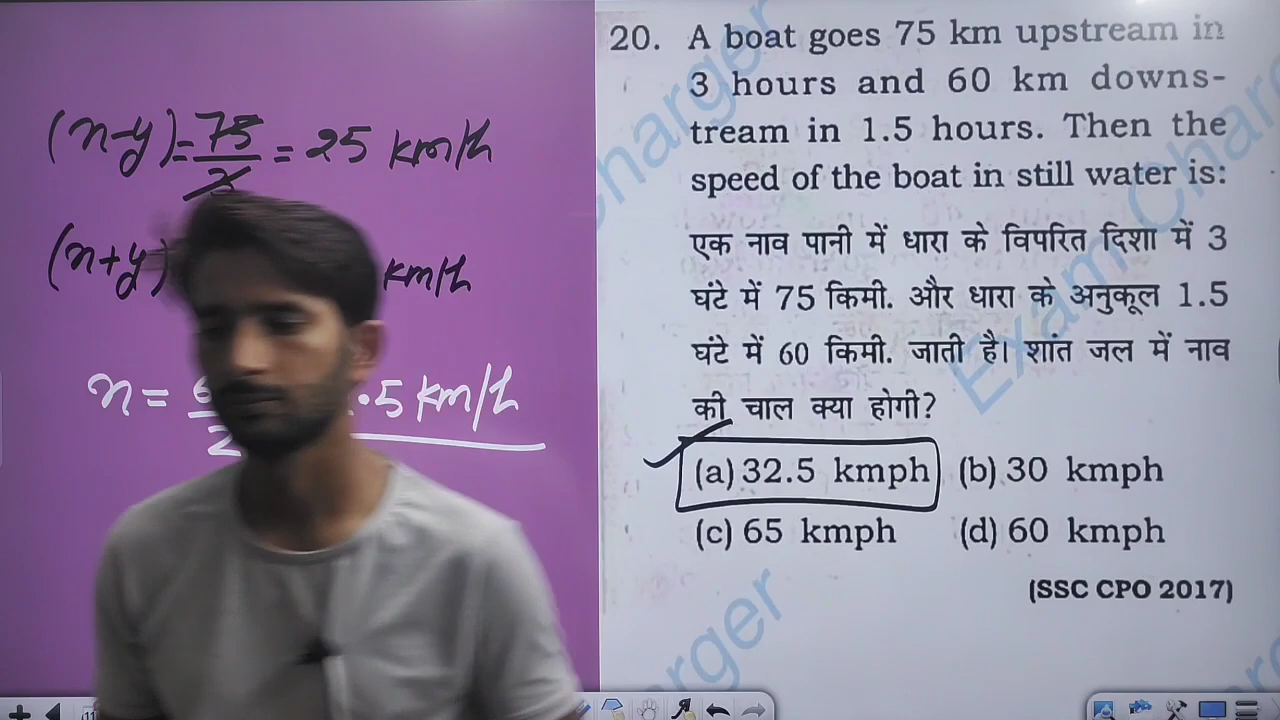 (x-y)=75/3 = 25 km/h
(x+y) km/h
x= .5 km/h
20. A boat goes 75 km upstream in
3 hours and 60 km downs-
tream in 1.5 hours. Then the
speed of the boat in still water is:
एक नाव पानी में धारा के विपरित दिशा में 3
घंटे में 75 किमी. और धारा के अनुकूल 1.5
घंटे में 60 किमी. जाती है। शांत जल में नाव
की चाल क्या होगी?
(a) 32.5 kmph (b) 30 kmph
(c) 65 kmph (d) 60 kmph
(SSC CPO 2017)
Exam Charger